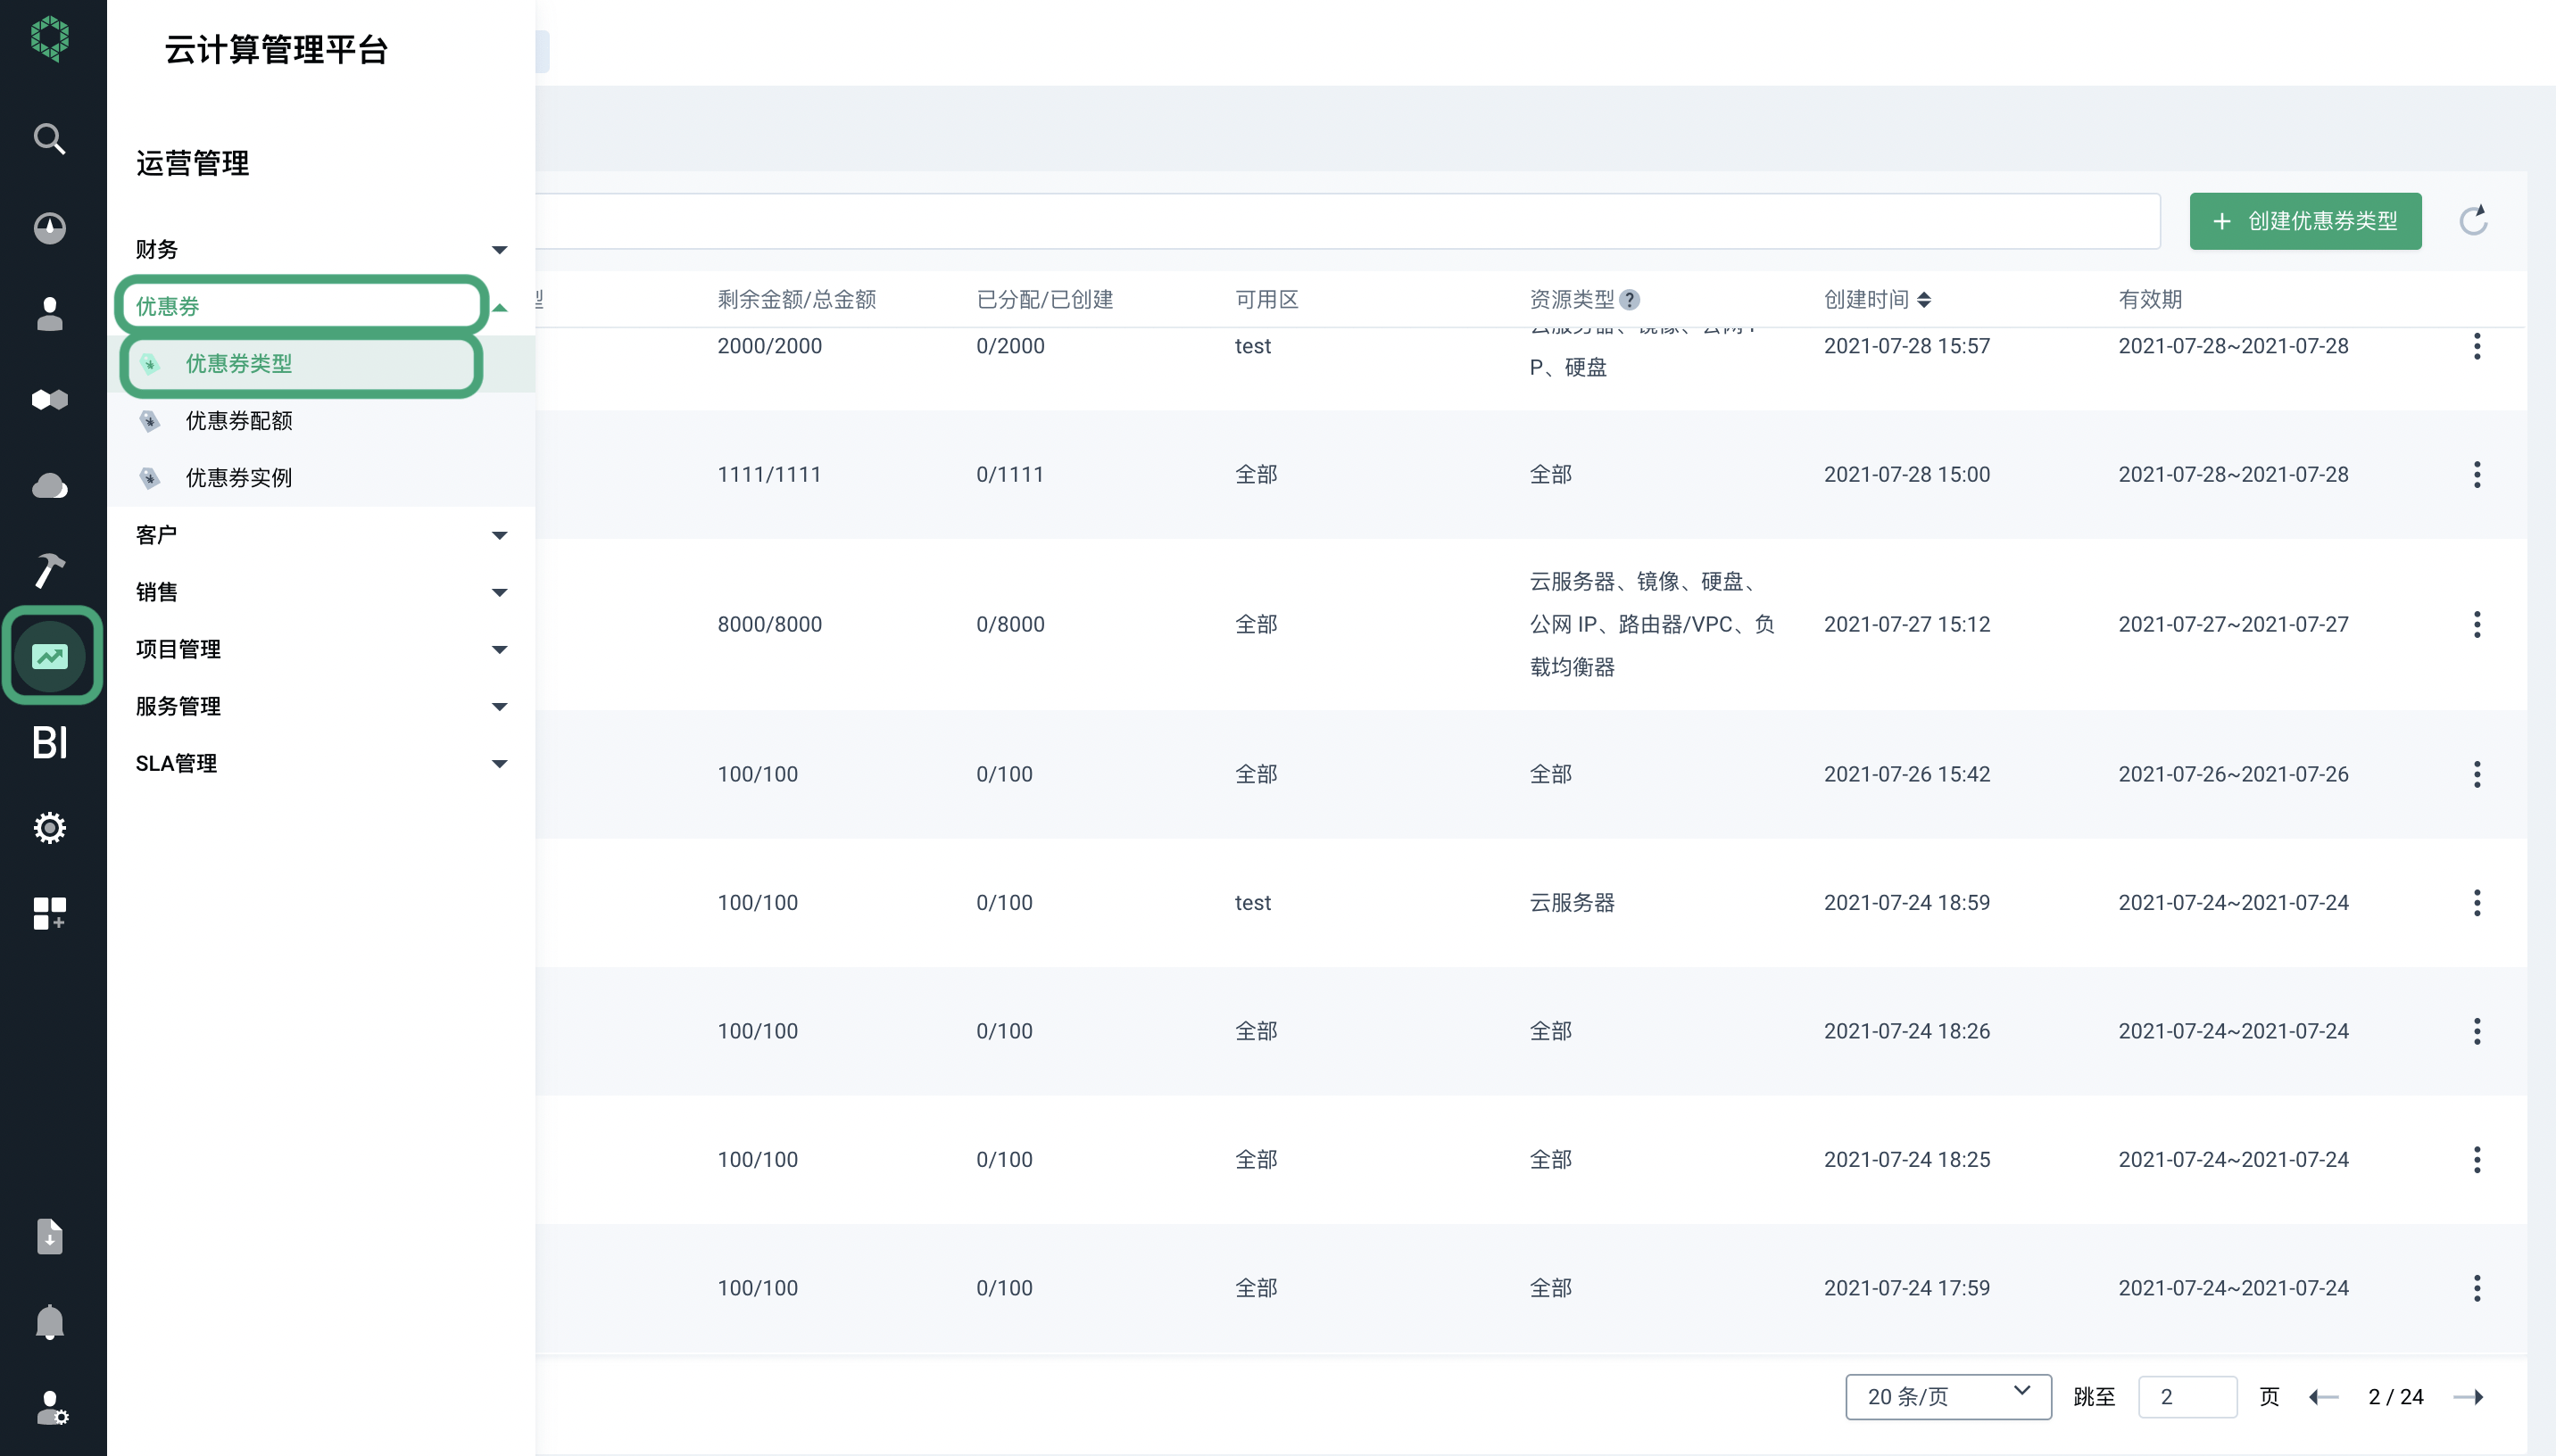 云计算管理平台
运营管理
财务
优惠券
优惠券类型
优惠券配额
优惠券实例
客户
销售
项目管理
服务管理
SLA管理
BI
+ 创建优惠券类型
型 剩余金额/总金额 已分配/已创建 可用区 资源类型 ? 创建时间 有效期
云服务器、镜像、公网 I
2000/2000 0/2000 test P、硬盘 2021-07-28 15:57 2021-07-28~2021-07-28
1111/1111 0/1111 全部 全部 2021-07-28 15:00 2021-07-28~2021-07-28
云服务器、镜像、硬盘、
8000/8000 0/8000 全部 公网 IP、路由器/VPC、负 2021-07-27 15:12 2021-07-27~2021-07-27
载均衡器
100/100 0/100 全部 全部 2021-07-26 15:42 2021-07-26~2021-07-26
100/100 0/100 test 云服务器 2021-07-24 18:59 2021-07-24~2021-07-24
100/100 0/100 全部 全部 2021-07-24 18:26 2021-07-24~2021-07-24
100/100 0/100 全部 全部 2021-07-24 18:25 2021-07-24~2021-07-24
100/100 0/100 全部 全部 2021-07-24 17:59 2021-07-24~2021-07-24
20 条/页 跳至 2 页 2 / 24